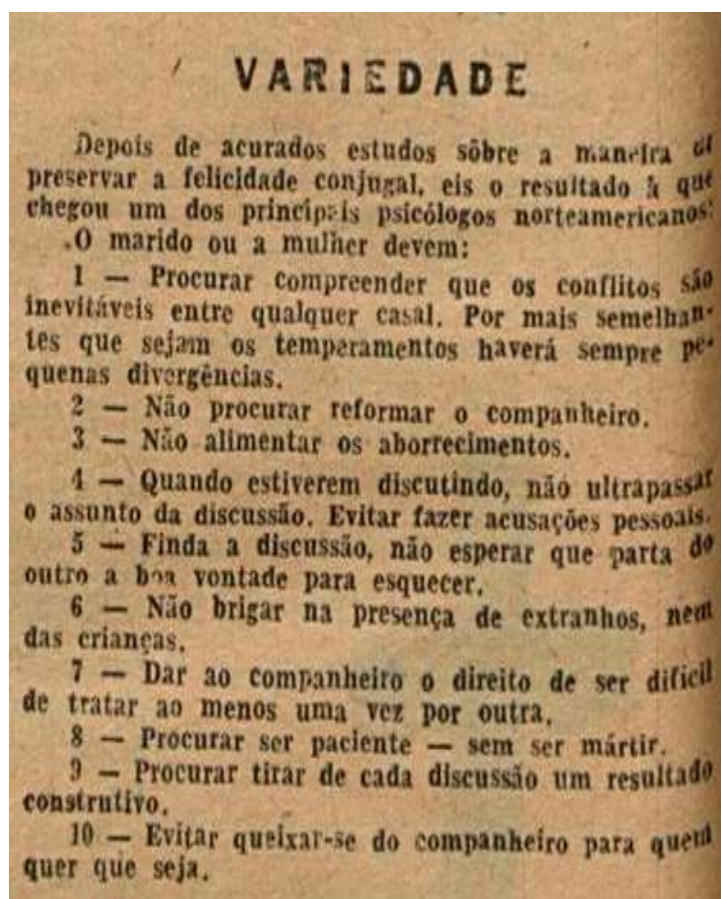 VARIEDADE
Depois de acurados estudos sôbre a maneira de
preservar a felicidade conjugal, eis o resultado à que
chegou um dos principais psicólogos norteamericanos:
O marido ou a mulher devem:
1 — Procurar compreender que os conflitos são
inevitáveis entre qualquer casal. Por mais semelhan-
tes que sejam os temperamentos haverá sempre pe-
quenas divergências.
2 — Não procurar reformar o companheiro.
3 — Não alimentar os aborrecimentos.
4 — Quando estiverem discutindo, não ultrapassar
o assunto da discussão. Evitar fazer acusações pessoais.
5 — Finda a discussão, não esperar que parta do
outro a boa vontade para esquecer.
6 — Não brigar na presença de extranhos, nem
das crianças.
7 — Dar ao companheiro o direito de ser dificil
de tratar ao menos uma vez por outra.
8 — Procurar ser paciente — sem ser mártir.
9 — Procurar tirar de cada discussão um resultado
construtivo.
10 — Evitar queixar-se do companheiro para quem
quer que seja.